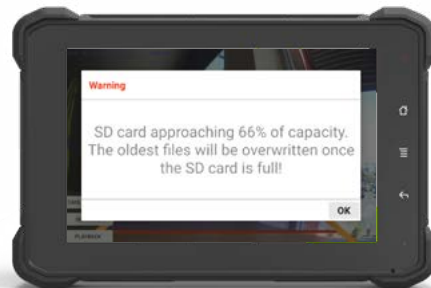 Warning
SD card approaching 66% of capacity.
The oldest files will be overwritten once
the SD card is full!
OK
PLAYBACK